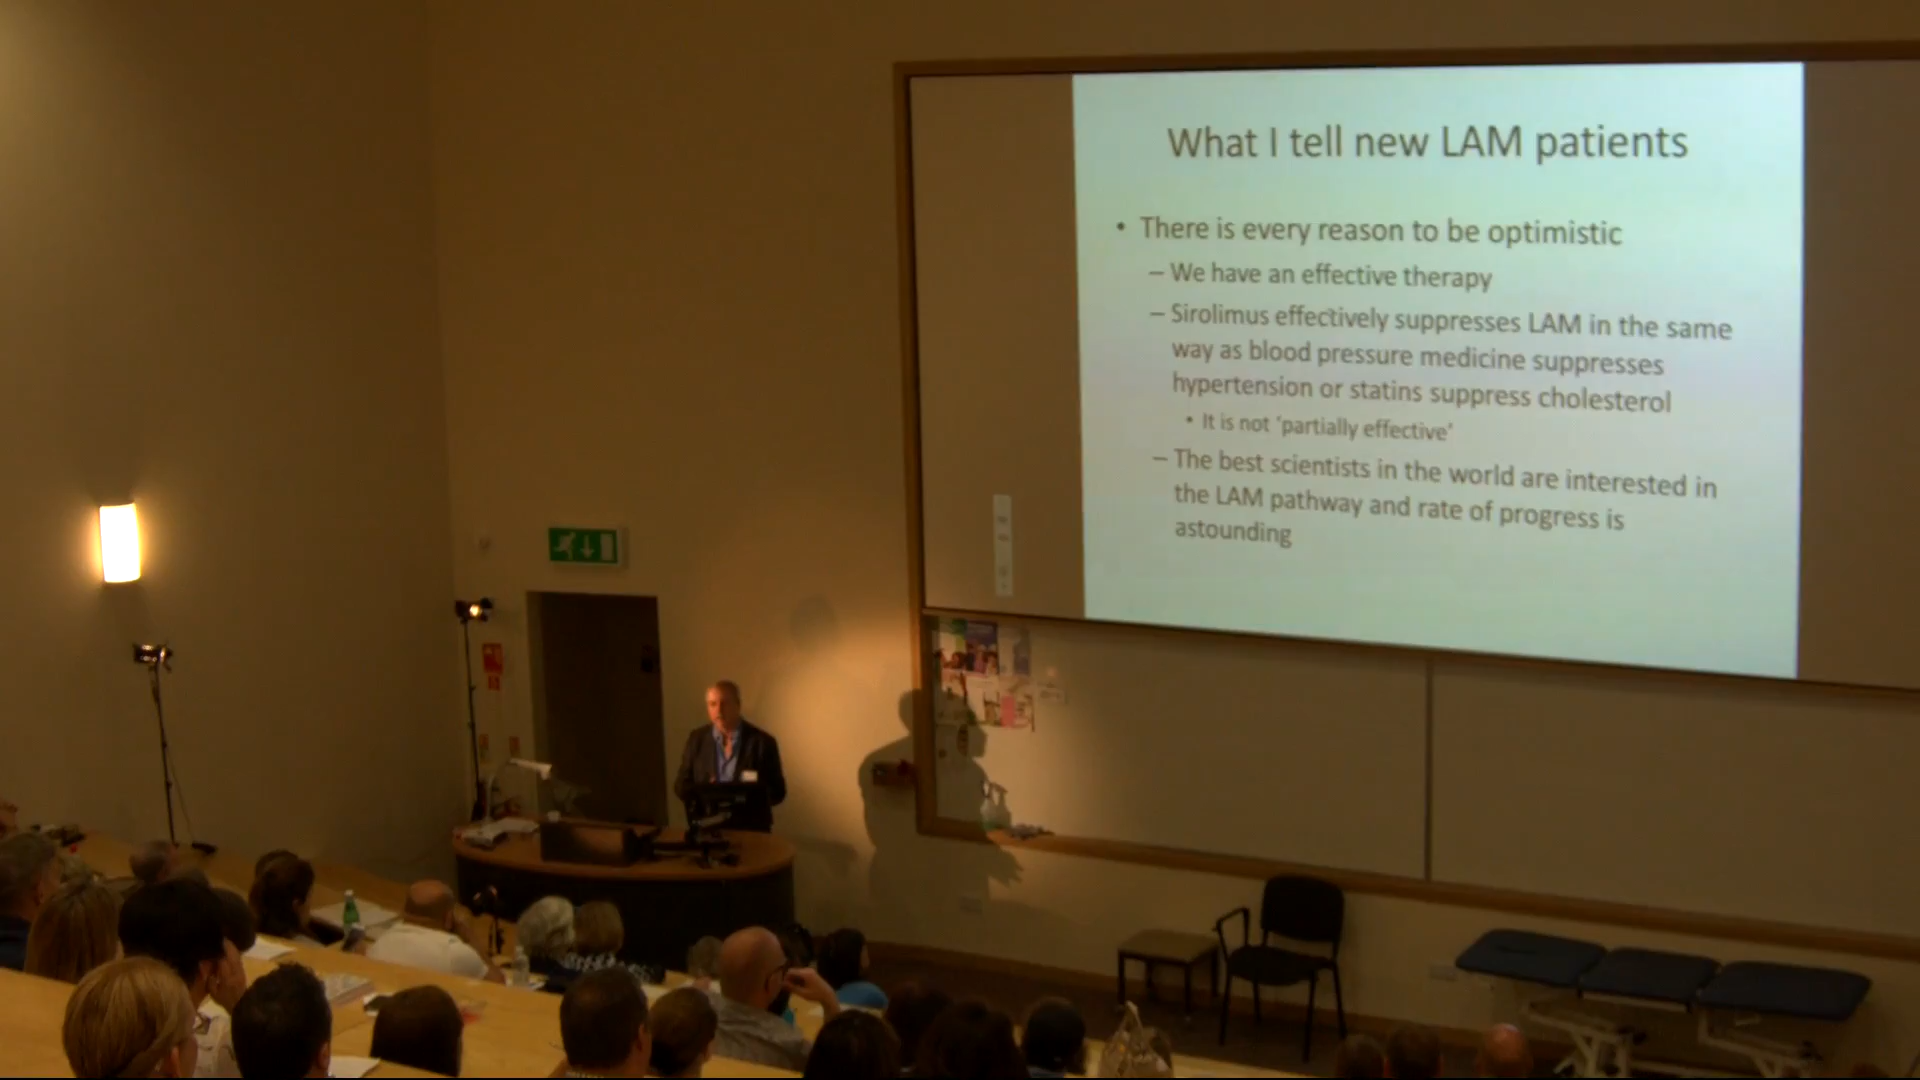 What I tell new LAM patients
• There is every reason to be optimistic
– We have an effective therapy
– Sirolimus effectively suppresses LAM in the same
way as blood pressure medicine suppresses
hypertension or statins suppress cholesterol
• It is not ‘partially effective’
– The best scientists in the world are interested in
the LAM pathway and rate of progress is
astounding